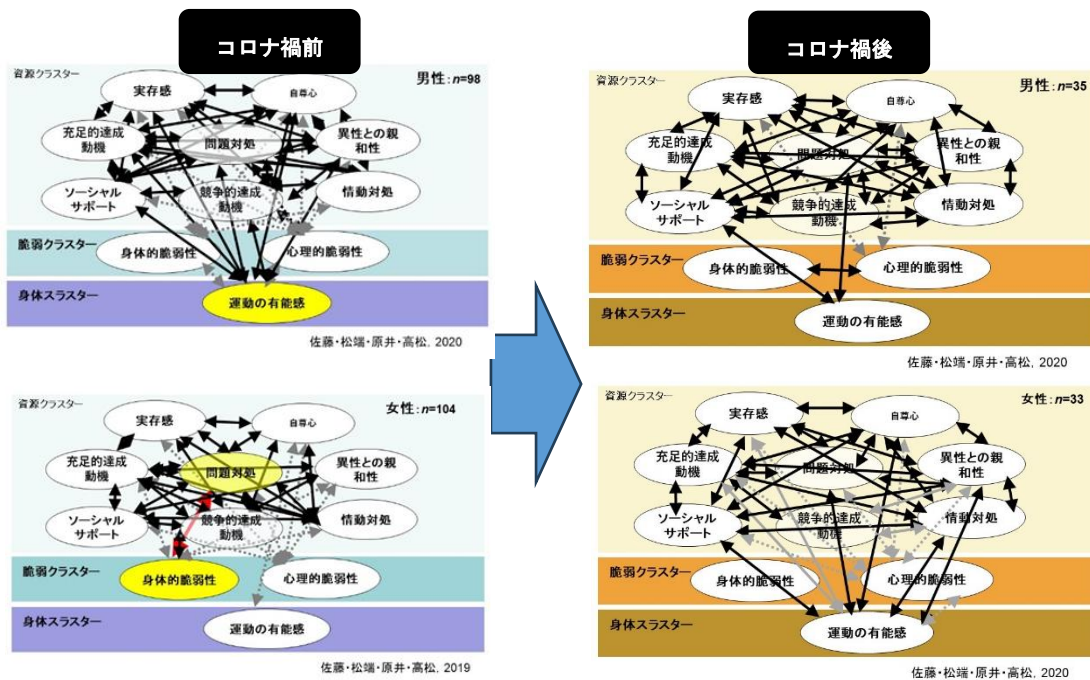 コロナ禍前
資源クラスター
男性:n=98
実存感
自尊心
充足的達成
動機
問題対処
異性との親
和性
ソーシャル
サポート
競争的達成
動機
情動対処
脆弱クラスター
身体的脆弱性
心理的脆弱性
身体スラスター
運動の有能感
佐藤・松端・原井・高松, 2020
資源クラスター
女性:n=104
実存感
自尊心
充足的達成
動機
問題対処
異性との親
和性
ソーシャル
サポート
競争的達成
動機
情動対処
脆弱クラスター
身体的脆弱性
心理的脆弱性
身体スラスター
運動の有能感
佐藤・松端・原井・高松, 2019
コロナ禍後
資源クラスター
男性:n=35
実存感
自尊心
充足的達成
動機
問題対処
異性との親
和性
ソーシャル
サポート
競争的達成
動機
情動対処
脆弱クラスター
身体的脆弱性
心理的脆弱性
身体スラスター
運動の有能感
佐藤・松端・原井・高松, 2020
資源クラスター
女性:n=33
実存感
自尊心
充足的達成
動機
問題対処
異性との親
和性
ソーシャル
サポート
競争的達成
動機
情動対処
脆弱クラスター
身体的脆弱性
心理的脆弱性
身体スラスター
運動の有能感
佐藤・松端・原井・高松, 2020